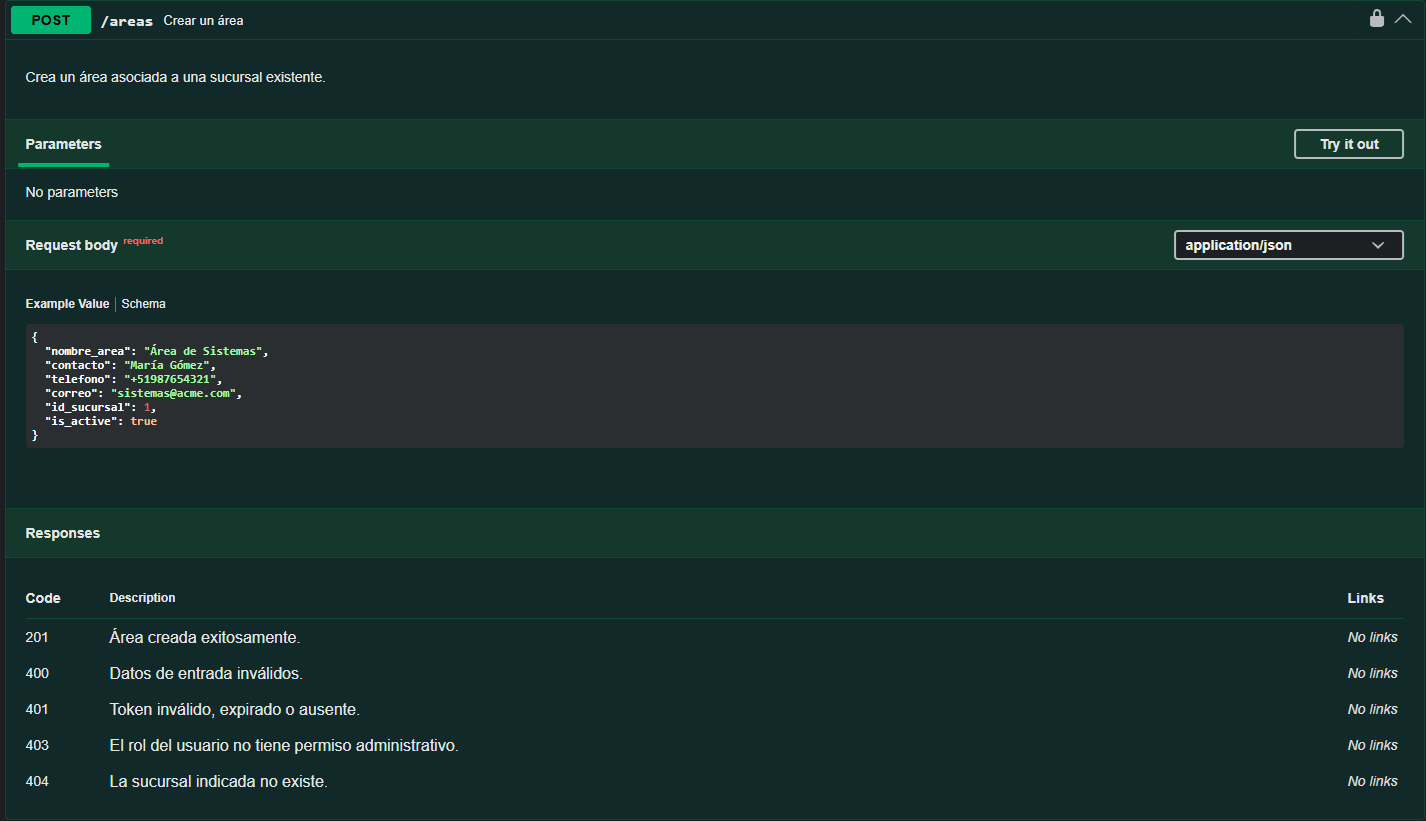 POST /areas Crear un área
Crea un área asociada a una sucursal existente.
Parameters Try it out
No parameters
Request body required application/json
Example Value Schema
{
  "nombre_area": "Área de Sistemas",
  "contacto": "María Gómez",
  "telefono": "+51987654321",
  "correo": "sistemas@acme.com",
  "id_sucursal": 1,
  "is_active": true
}
Responses
Code Description Links
201 Área creada exitosamente. No links
400 Datos de entrada inválidos. No links
401 Token inválido, expirado o ausente. No links
403 El rol del usuario no tiene permiso administrativo. No links
404 La sucursal indicada no existe. No links